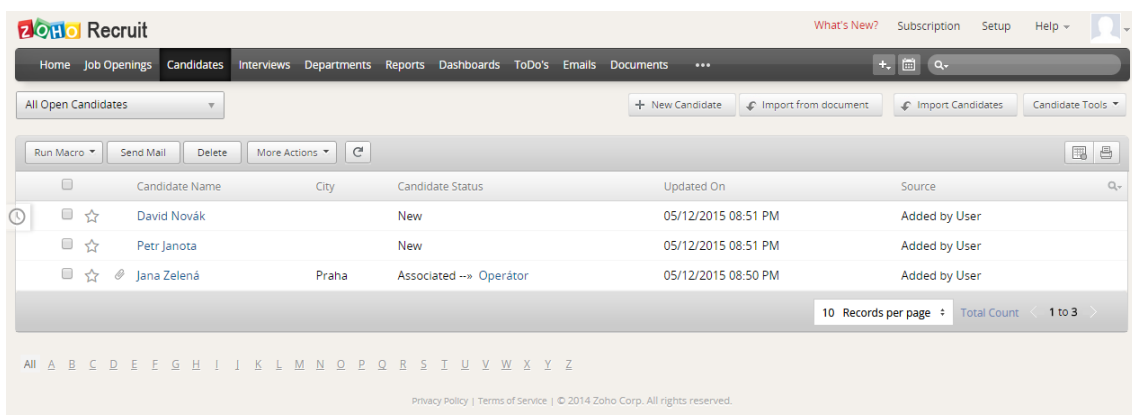 ZOHO Recruit
What's New? Subscription Setup Help
Home Job Openings Candidates Interviews Departments Reports Dashboards ToDo's Emails Documents •••
All Open Candidates
+ New Candidate Import from document Import Candidates Candidate Tools
Run Macro Send Mail Delete More Actions
Candidate Name City Candidate Status Updated On Source
David Novák New 05/12/2015 08:51 PM Added by User
Petr Janota New 05/12/2015 08:51 PM Added by User
Jana Zelená Praha Associated --» Operátor 05/12/2015 08:50 PM Added by User
10 Records per page Total Count 1 to 3
All A B C D E F G H I J K L M N O P Q R S T U V W X Y Z
Privacy Policy | Terms of Service | © 2014 Zoho Corp. All rights reserved.